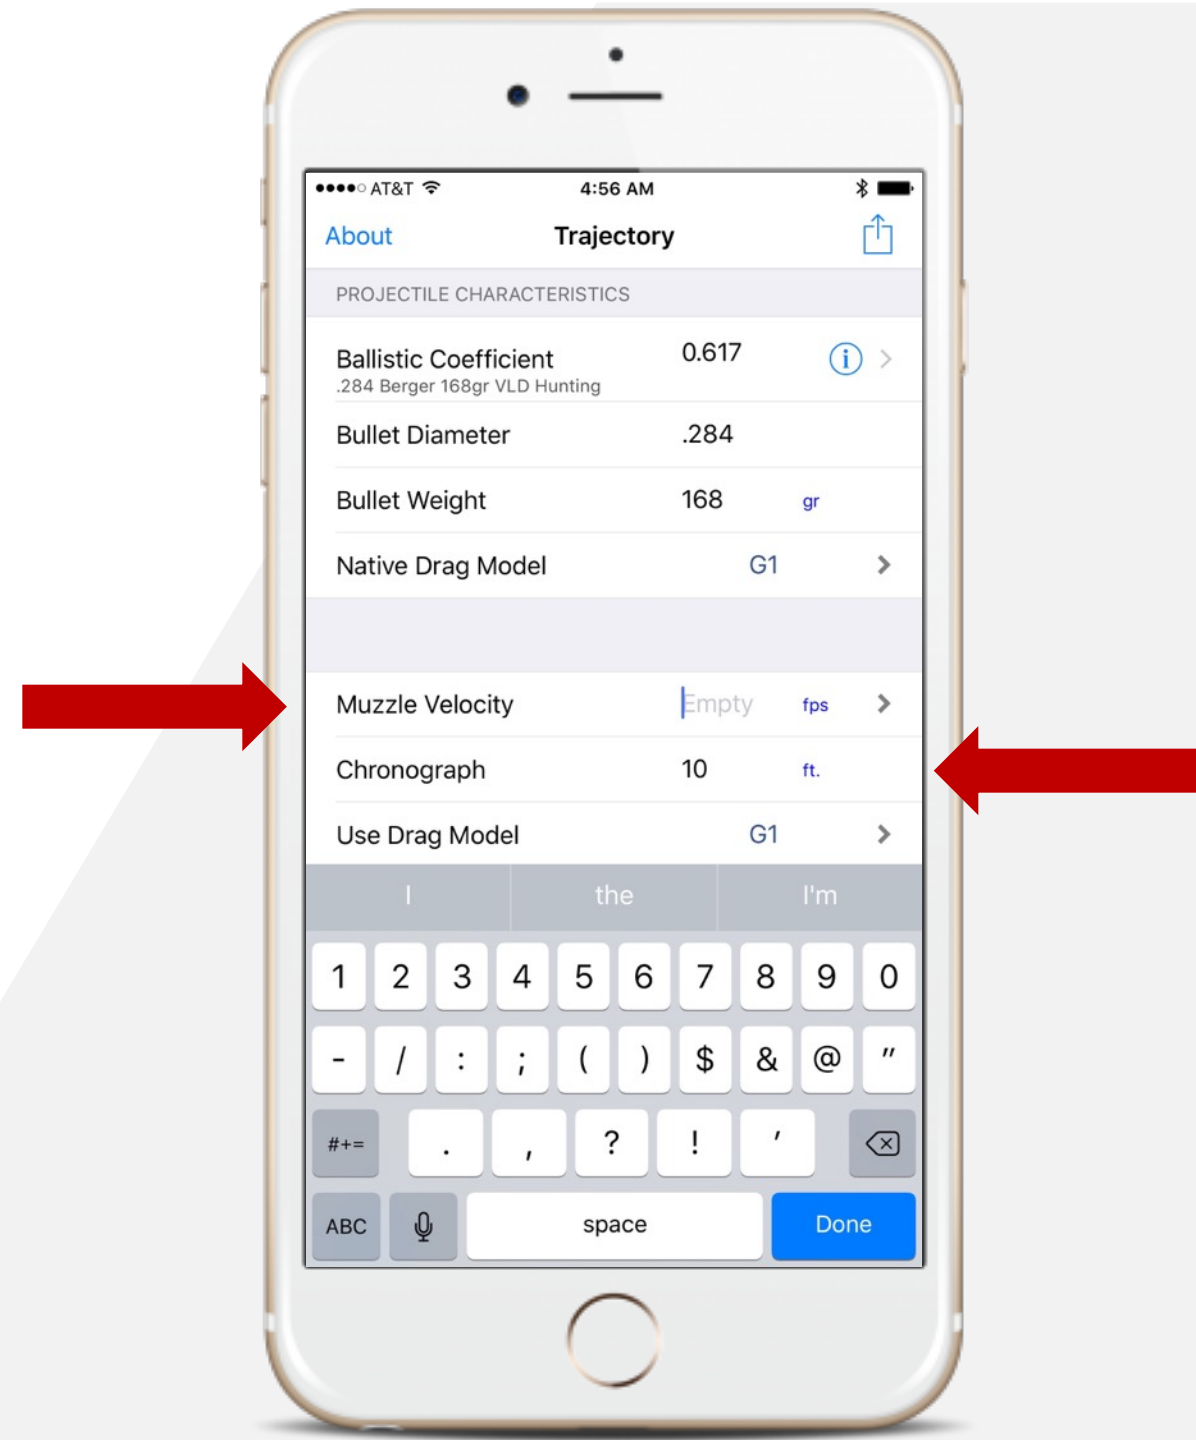 AT&T 4:56 AM
About Trajectory
PROJECTILE CHARACTERISTICS
Ballistic Coefficient 0.617 i
.284 Berger 168gr VLD Hunting
Bullet Diameter .284
Bullet Weight 168 gr
Native Drag Model G1
Muzzle Velocity Empty fps
Chronograph 10 ft.
Use Drag Model G1
I the I'm
1 2 3 4 5 6 7 8 9 0
- / : ; ( ) $ & @ "
#+= . , ? ! '
ABC space Done